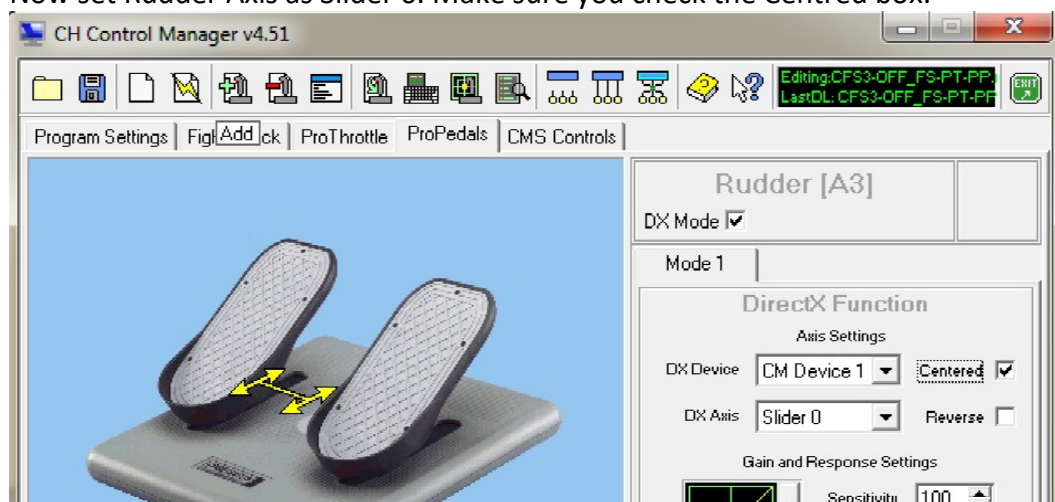 Now set Rudder Axis as Slider 0. Make sure you check the Centred box.
CH Control Manager v4.51
Editing:CFS3-OFF_FS-PT-PP.
LastDL: CFS3-OFF_FS-PT-PP
EXIT
Program Settings
Add
ProThrottle
ProPedals
CMS Controls
Rudder [A3]
DX Mode
Mode 1
DirectX Function
Axis Settings
DX Device CM Device 1 Centered
DX Axis Slider 0 Reverse
Gain and Response Settings
Sensitivity 100